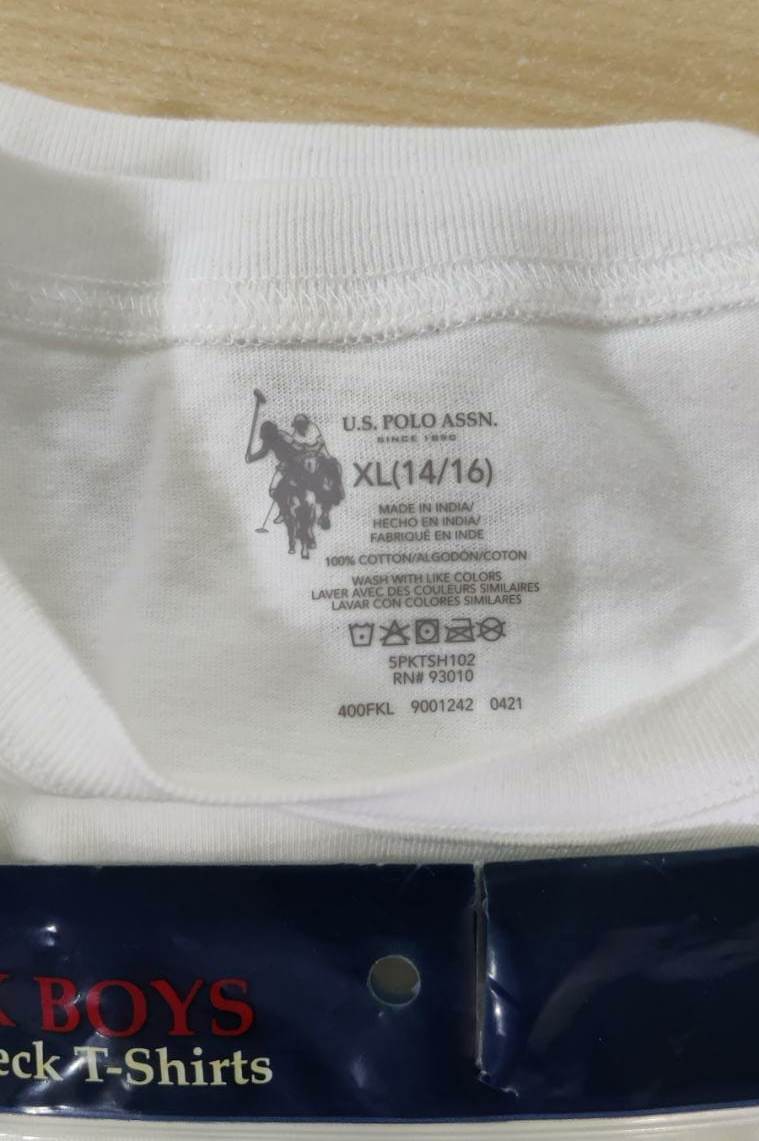 U.S. POLO ASSN.
SINCE 1890
XL(14/16)
MADE IN INDIA/
HECHO EN INDIA/
FABRIQUÉ EN INDE
100% COTTON/ALGODÓN/COTON
WASH WITH LIKE COLORS
LAVER AVEC DES COULEURS SIMILAIRES
LAVAR CON COLORES SIMILARES
5PKTSH102
RN# 93010
400FKL 9001242 0421
K BOYS
eck T-Shirts